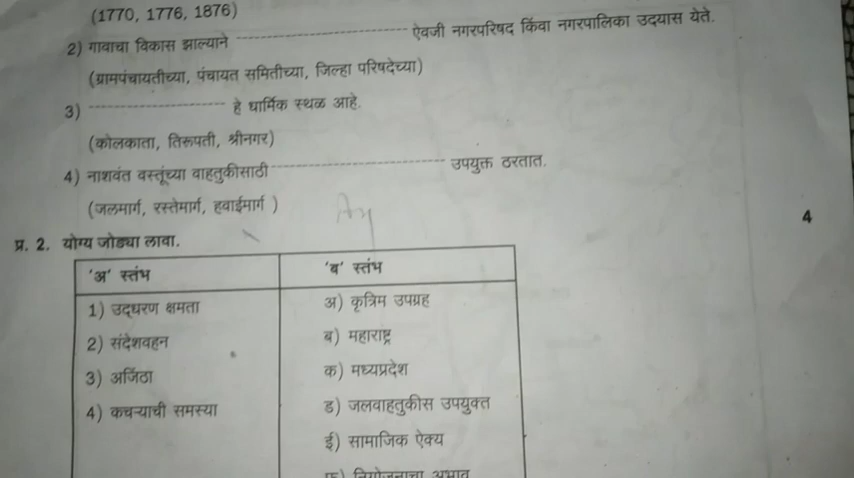 (1770, 1776, 1876)
2) गावाचा विकास झाल्याने ---------------- ऐवजी नगरपरिषद किंवा नगरपालिका उदयास येते.
(ग्रामपंचायतीच्या, पंचायत समितीच्या, जिल्हा परिषदेच्या)
3) ---------------- हे धार्मिक स्थळ आहे.
(कोलकाता, तिरूपती, श्रीनगर)
4) नाशवंत वस्तूंच्या वाहतुकीसाठी ---------------- उपयुक्त ठरतात.
(जलमार्ग, रस्तेमार्ग, हवाईमार्ग )
प्र. 2. योग्य जोड्या लावा. 4
'अ' स्तंभ 'ब' स्तंभ
1) उद्धरण क्षमता अ) कृत्रिम उपग्रह
2) संदेशवहन ब) महाराष्ट्र
3) अजिंठा क) मध्यप्रदेश
4) कचऱ्याची समस्या ड) जलवाहतुकीस उपयुक्त
ई) सामाजिक ऐक्य
फ) नियोजनाचा अभाव